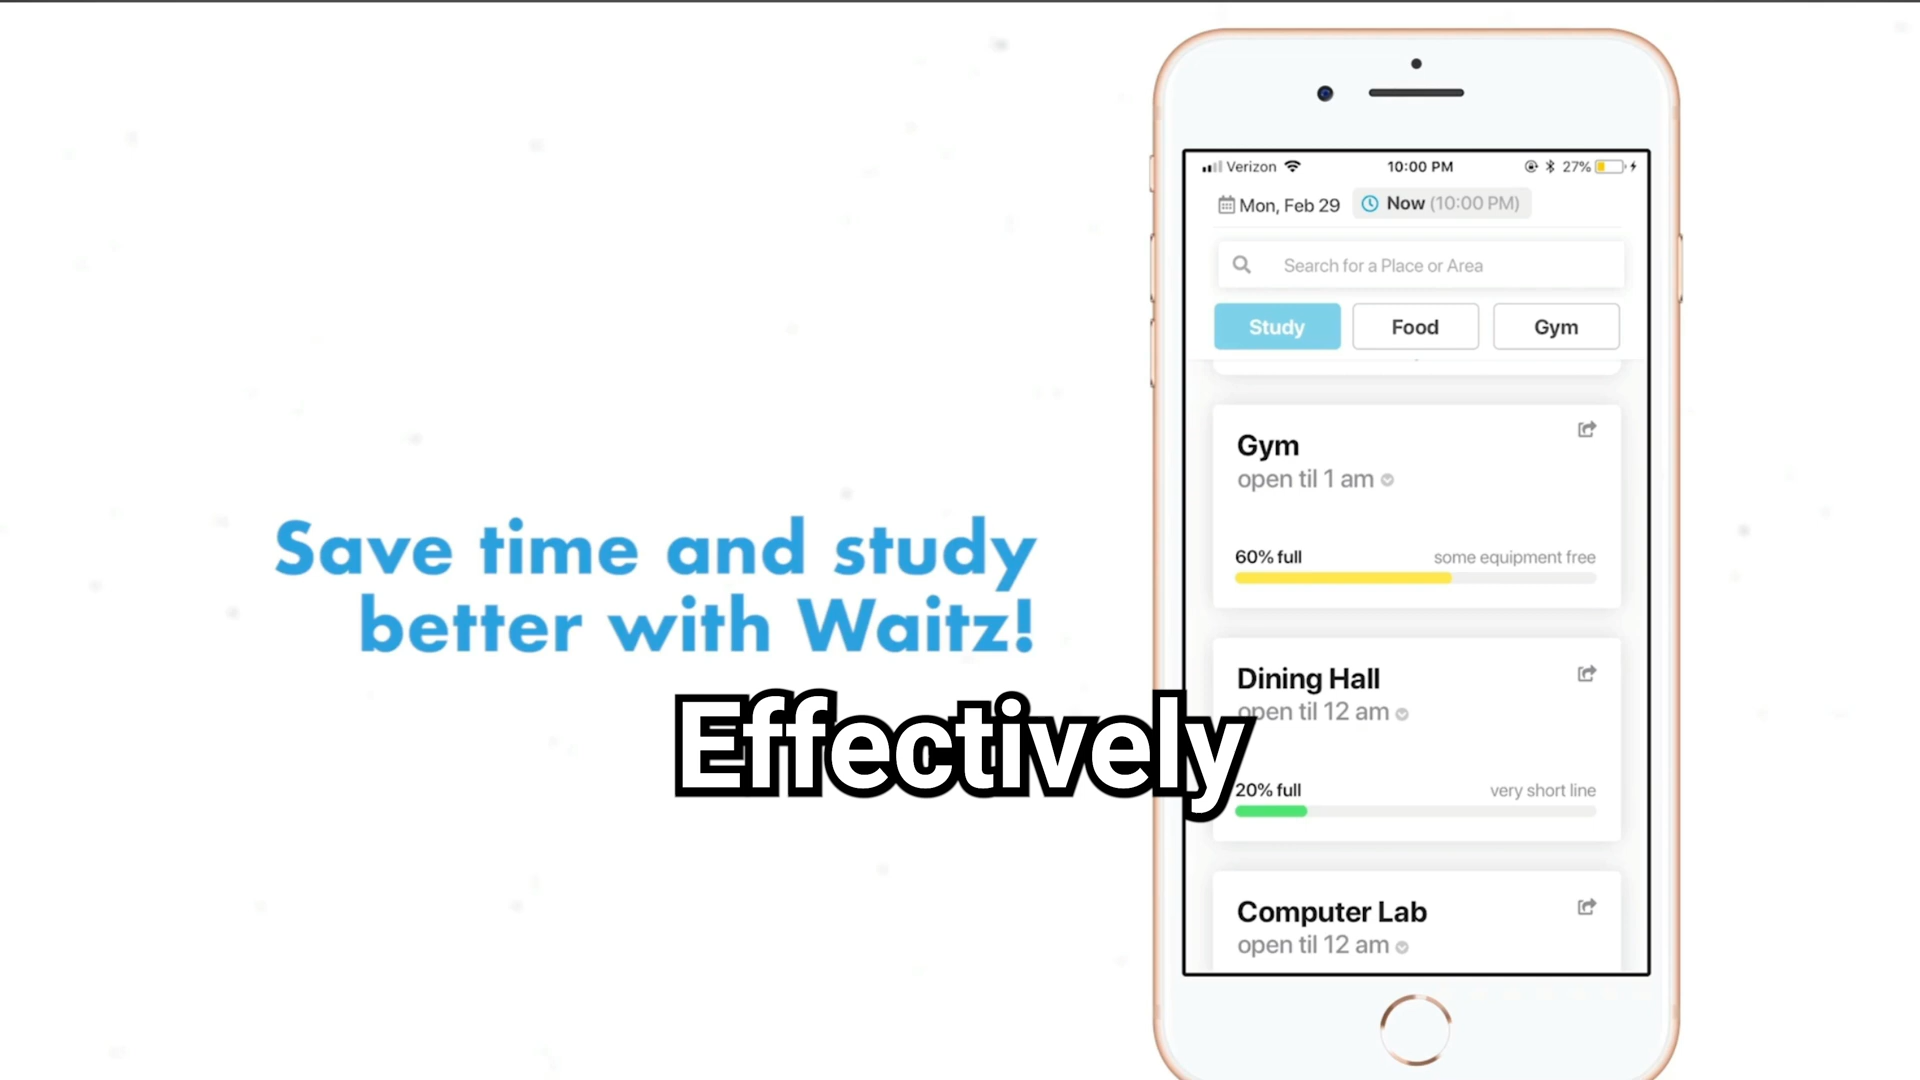 Save time and study
better with Waitz!
Effectively
Verizon 10:00 PM 27%
Mon, Feb 29 Now (10:00 PM)
Search for a Place or Area
Study Food Gym
Gym
open til 1 am
60% full some equipment free
Dining Hall
open til 12 am
20% full very short line
Computer Lab
open til 12 am